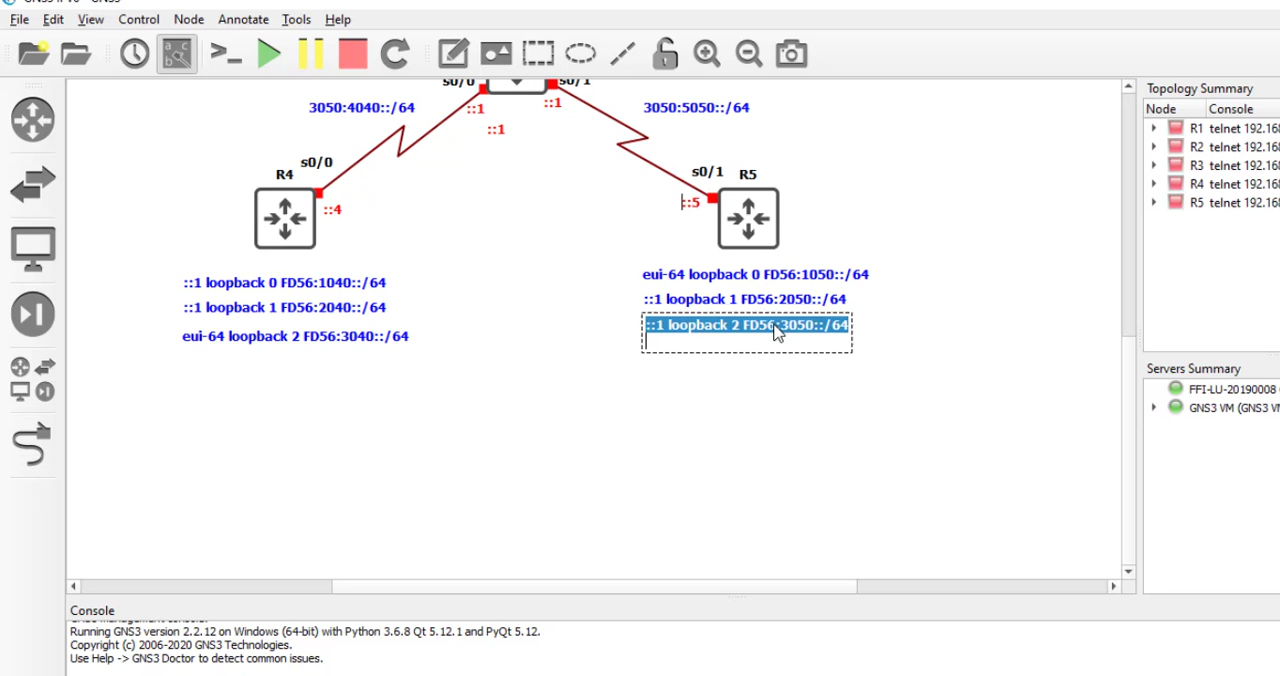 File Edit View Control Node Annotate Tools Help
s0/0 s0/1
3050:4040::/64 ::1 ::1 3050:5050::/64
::1
s0/0
R4
::4
s0/1 R5
::5
::1 loopback 0 FD56:1040::/64
::1 loopback 1 FD56:2040::/64
eui-64 loopback 2 FD56:3040::/64
eui-64 loopback 0 FD56:1050::/64
::1 loopback 1 FD56:2050::/64
::1 loopback 2 FD56:3050::/64
Topology Summary
Node Console
R1 telnet 192.168
R2 telnet 192.168
R3 telnet 192.168
R4 telnet 192.168
R5 telnet 192.168
Servers Summary
FFI-LU-20190008
GNS3 VM (GNS3 VM
Console
Running GNS3 version 2.2.12 on Windows (64-bit) with Python 3.6.8 Qt 5.12.1 and PyQt 5.12.
Copyright (c) 2006-2020 GNS3 Technologies.
Use Help -> GNS3 Doctor to detect common issues.